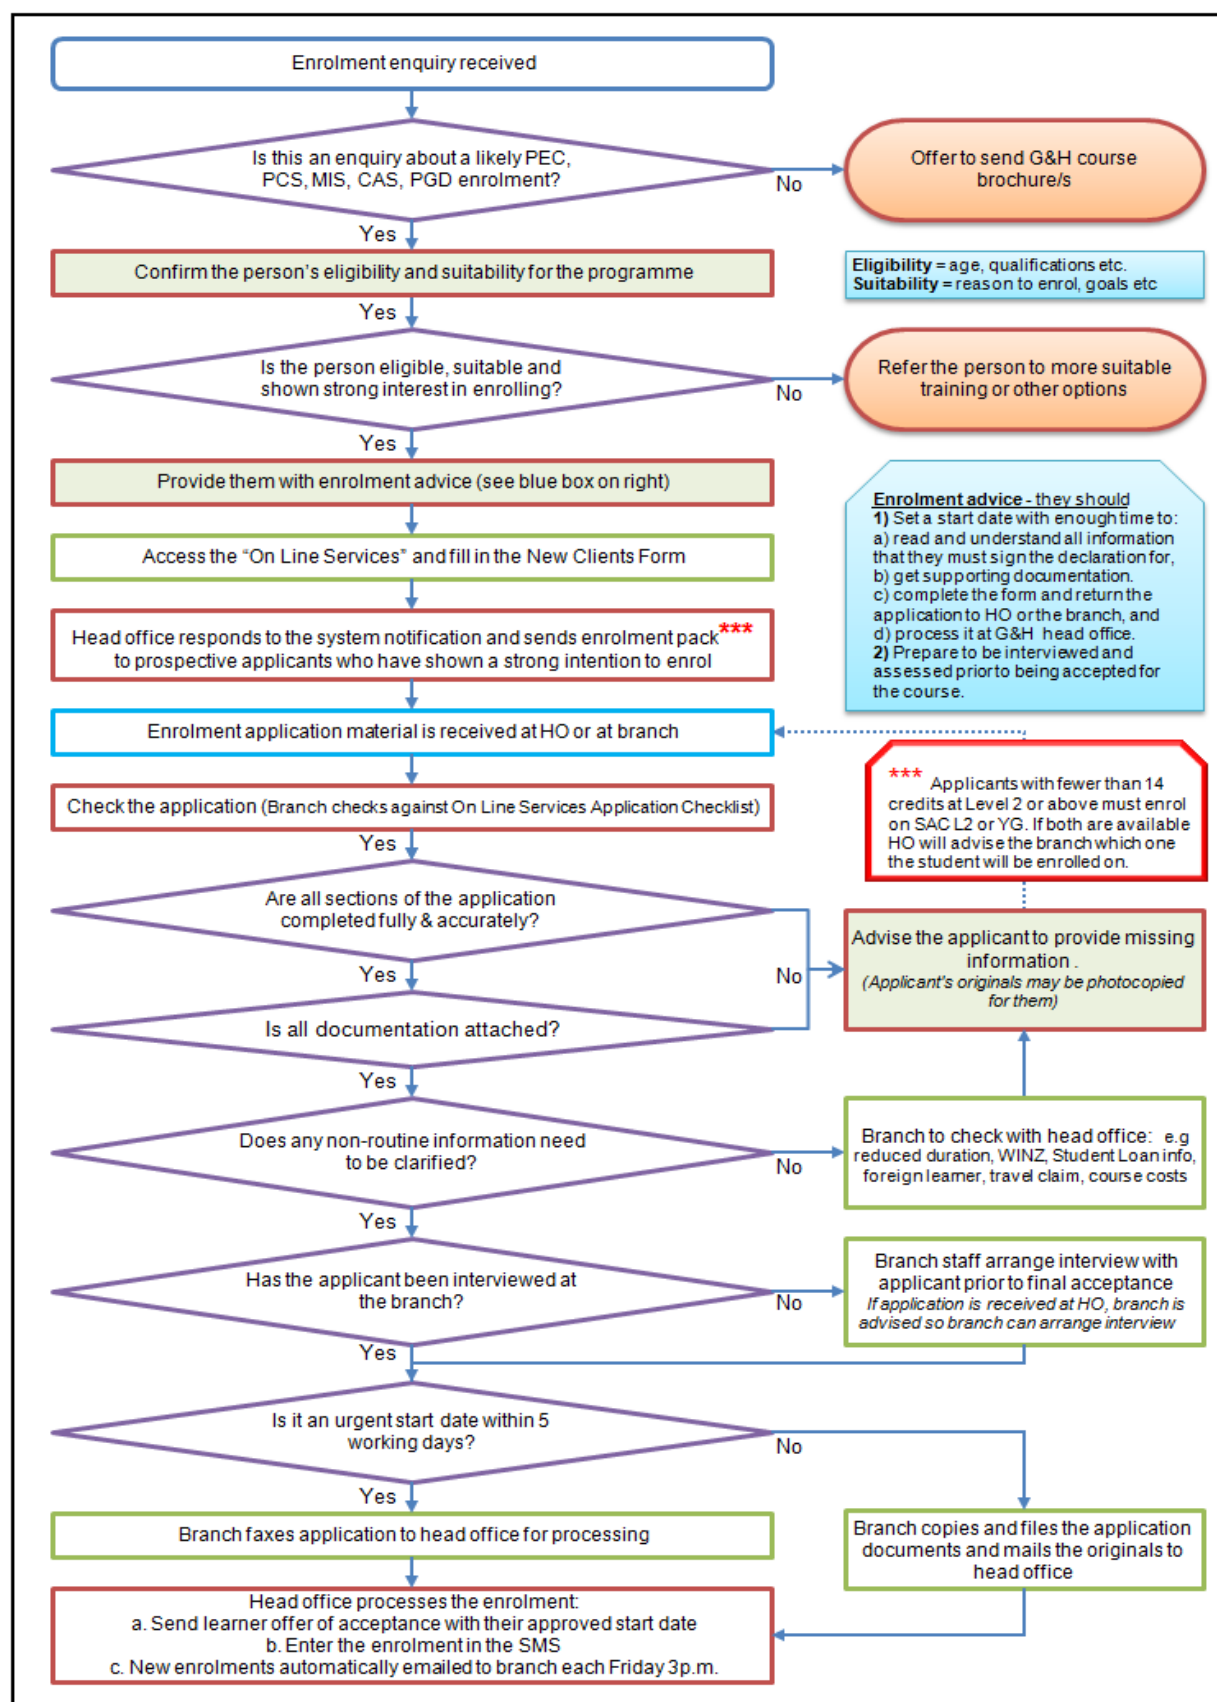 Enrolment enquiry received
Is this an enquiry about a likely PEC,
PCS, MIS, CAS, PGD enrolment?
No
Offer to send G&H course
brochure/s
Yes
Confirm the person's eligibility and suitability for the programme
Eligibility = age, qualifications etc.
Suitability = reason to enrol, goals etc
Yes
Is the person eligible, suitable and
shown strong interest in enrolling?
No
Refer the person to more suitable
training or other options
Yes
Provide them with enrolment advice (see blue box on right)
Enrolment advice - they should
1) Set a start date with enough time to:
a) read and understand all information
that they must sign the declaration for,
b) get supporting documentation.
c) complete the form and return the
application to HO or the branch, and
d) process it at G&H head office.
2) Prepare to be interviewed and
assessed prior to being accepted for
the course.
Access the "On Line Services" and fill in the New Clients Form
Head office responds to the system notification and sends enrolment pack***
to prospective applicants who have shown a strong intention to enrol
Enrolment application material is received at HO or at branch
*** Applicants with fewer than 14
credits at Level 2 or above must enrol
on SAC L2 or YG. If both are available
HO will advise the branch which one
the student will be enrolled on.
Check the application (Branch checks against On Line Services Application Checklist)
Yes
Are all sections of the application
completed fully & accurately?
Yes
No
Advise the applicant to provide missing
information .
(Applicant's originals may be photocopied
for them)
Is all documentation attached?
Yes
Does any non-routine information need
to be clarified?
No
Branch to check with head office: e.g
reduced duration, WINZ, Student Loan info,
foreign learner, travel claim, course costs
Yes
Has the applicant been interviewed at
the branch?
No
Branch staff arrange interview with
applicant prior to final acceptance
If application is received at HO, branch is
advised so branch can arrange interview
Yes
Is it an urgent start date within 5
working days?
No
Yes
Branch faxes application to head office for processing
Branch copies and files the application
documents and mails the originals to
head office
Head office processes the enrolment:
a. Send learner offer of acceptance with their approved start date
b. Enter the enrolment in the SMS
c. New enrolments automatically emailed to branch each Friday 3p.m.